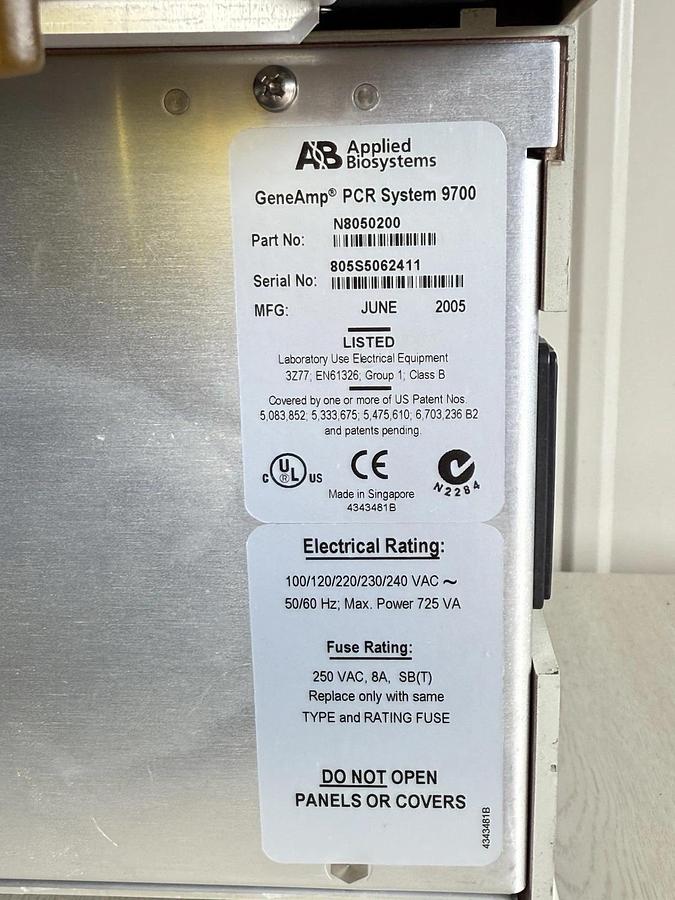 AB Applied
Biosystems
GeneAmp® PCR System 9700
N8050200
Part No:
805S5062411
Serial No:
MFG: JUNE 2005
LISTED
Laboratory Use Electrical Equipment
3Z77; EN61326; Group 1; Class B
Covered by one or more of US Patent Nos.
5,083,852; 5,333,675; 5,475,610; 6,703,236 B2
and patents pending.
C UL ® US CE N2284
Made in Singapore
4343481B
Electrical Rating:
100/120/220/230/240 VAC ~
50/60 Hz; Max. Power 725 VA
Fuse Rating:
250 VAC, 8A, SB(T)
Replace only with same
TYPE and RATING FUSE
DO NOT OPEN
PANELS OR COVERS
4343481B